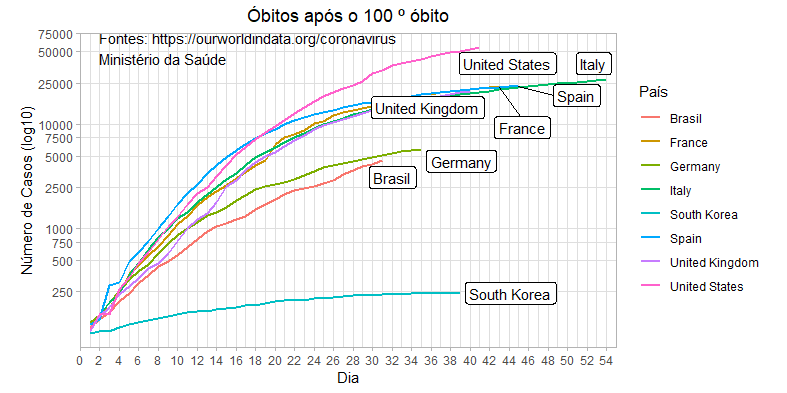 Óbitos após o 100 º óbito
Fontes: https://ourworldindata.org/coronavirus
Ministério da Saúde
Número de Casos (log10)
75000
50000
25000
10000
7500
5000
2500
1000
750
500
250
United States
Italy
Spain
United Kingdom
France
Germany
Brasil
South Korea
0 2 4 6 8 10 12 14 16 18 20 22 24 26 28 30 32 34 36 38 40 42 44 46 48 50 52 54
Dia
País
Brasil
France
Germany
Italy
South Korea
Spain
United Kingdom
United States